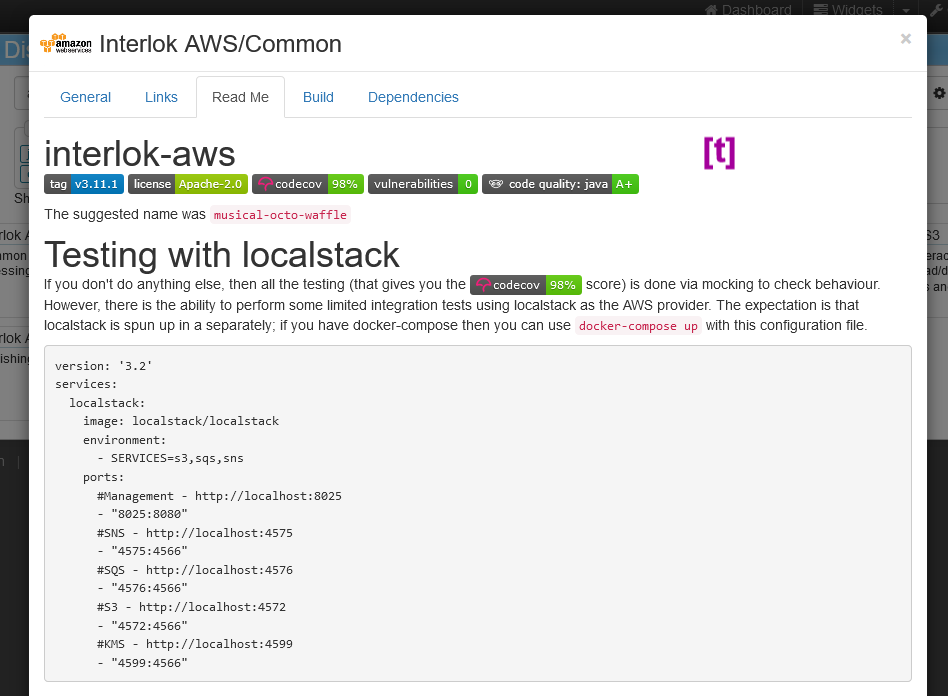 Dashboard Widgets
amazon
webservices
Interlok AWS/Common
×
General Links Read Me Build Dependencies
interlok-aws
[t]
tag v3.11.1 license Apache-2.0 codecov 98% vulnerabilities 0 code quality: java A+
The suggested name was musical-octo-waffle
Testing with localstack
If you don't do anything else, then all the testing (that gives you the codecov 98% score) is done via mocking to check behaviour.
However, there is the ability to perform some limited integration tests using localstack as the AWS provider. The expectation is that
localstack is spun up in a separately; if you have docker-compose then you can use docker-compose up with this configuration file.
version: '3.2'
services:
  localstack:
    image: localstack/localstack
    environment:
      - SERVICES=s3,sqs,sns
    ports:
      #Management - http://localhost:8025
      - "8025:8080"
      #SNS - http://localhost:4575
      - "4575:4566"
      #SQS - http://localhost:4576
      - "4576:4566"
      #S3 - http://localhost:4572
      - "4572:4566"
      #KMS - http://localhost:4599
      - "4599:4566"